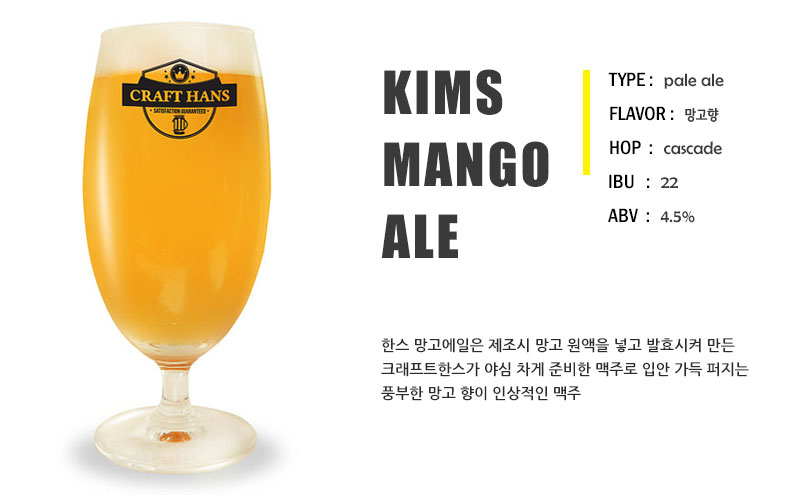 CRAFT HANS
• SATISFACTION GUARANTEED •
KIMS
MANGO
ALE
TYPE : pale ale
FLAVOR : 망고향
HOP : cascade
IBU : 22
ABV : 4.5%
한스 망고에일은 제조시 망고 원액을 넣고 발효시켜 만든
크래프트한스가 야심 차게 준비한 맥주로 입안 가득 퍼지는
풍부한 망고 향이 인상적인 맥주